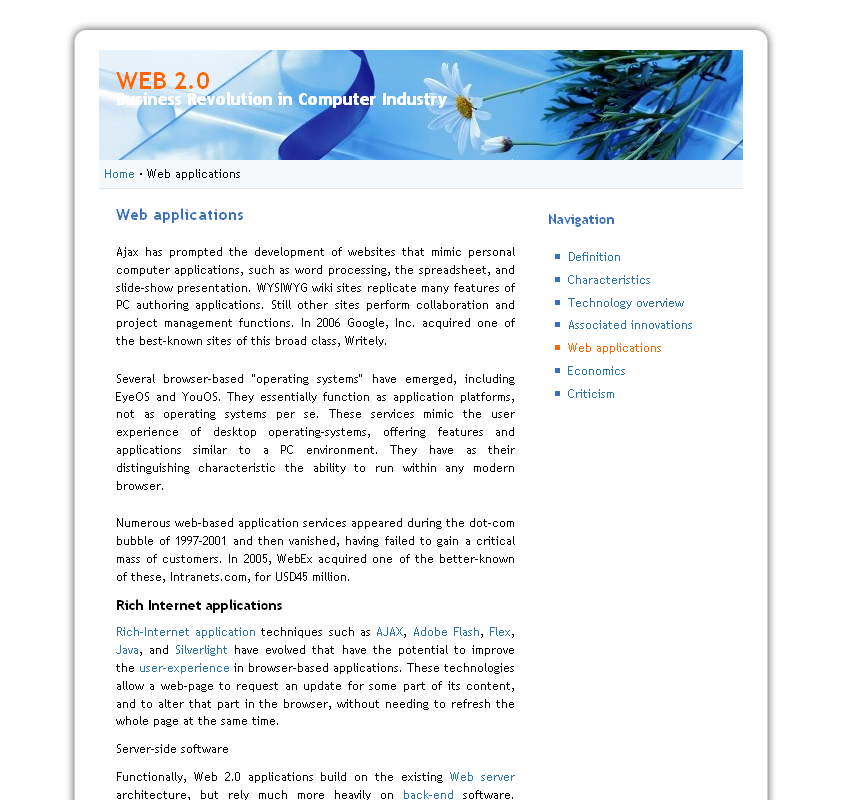 WEB 2.0
Business Revolution in Computer Industry
Home • Web applications
Web applications
Ajax has prompted the development of websites that mimic personal
computer applications, such as word processing, the spreadsheet, and
slide-show presentation. WYSIWYG wiki sites replicate many features of
PC authoring applications. Still other sites perform collaboration and
project management functions. In 2006 Google, Inc. acquired one of
the best-known sites of this broad class, Writely.
Several browser-based "operating systems" have emerged, including
EyeOS and YouOS. They essentially function as application platforms,
not as operating systems per se. These services mimic the user
experience of desktop operating-systems, offering features and
applications similar to a PC environment. They have as their
distinguishing characteristic the ability to run within any modern
browser.
Numerous web-based application services appeared during the dot-com
bubble of 1997-2001 and then vanished, having failed to gain a critical
mass of customers. In 2005, WebEx acquired one of the better-known
of these, Intranets.com, for USD45 million.
Rich Internet applications
Rich-Internet application techniques such as AJAX, Adobe Flash, Flex,
Java, and Silverlight have evolved that have the potential to improve
the user-experience in browser-based applications. These technologies
allow a web-page to request an update for some part of its content,
and to alter that part in the browser, without needing to refresh the
whole page at the same time.
Server-side software
Functionally, Web 2.0 applications build on the existing Web server
architecture, but rely much more heavily on back-end software.
Navigation
Definition
Characteristics
Technology overview
Associated innovations
Web applications
Economics
Criticism